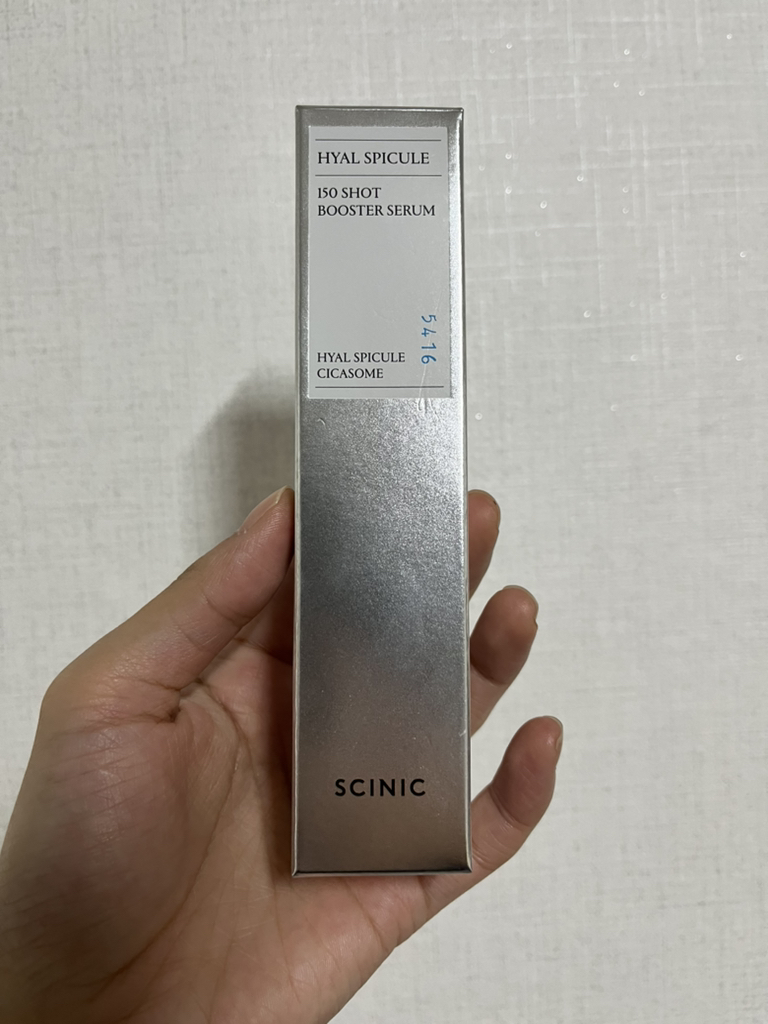 HYAL SPICULE
150 SHOT
BOOSTER SERUM
5416
HYAL SPICULE
CICASOME
SCINIC